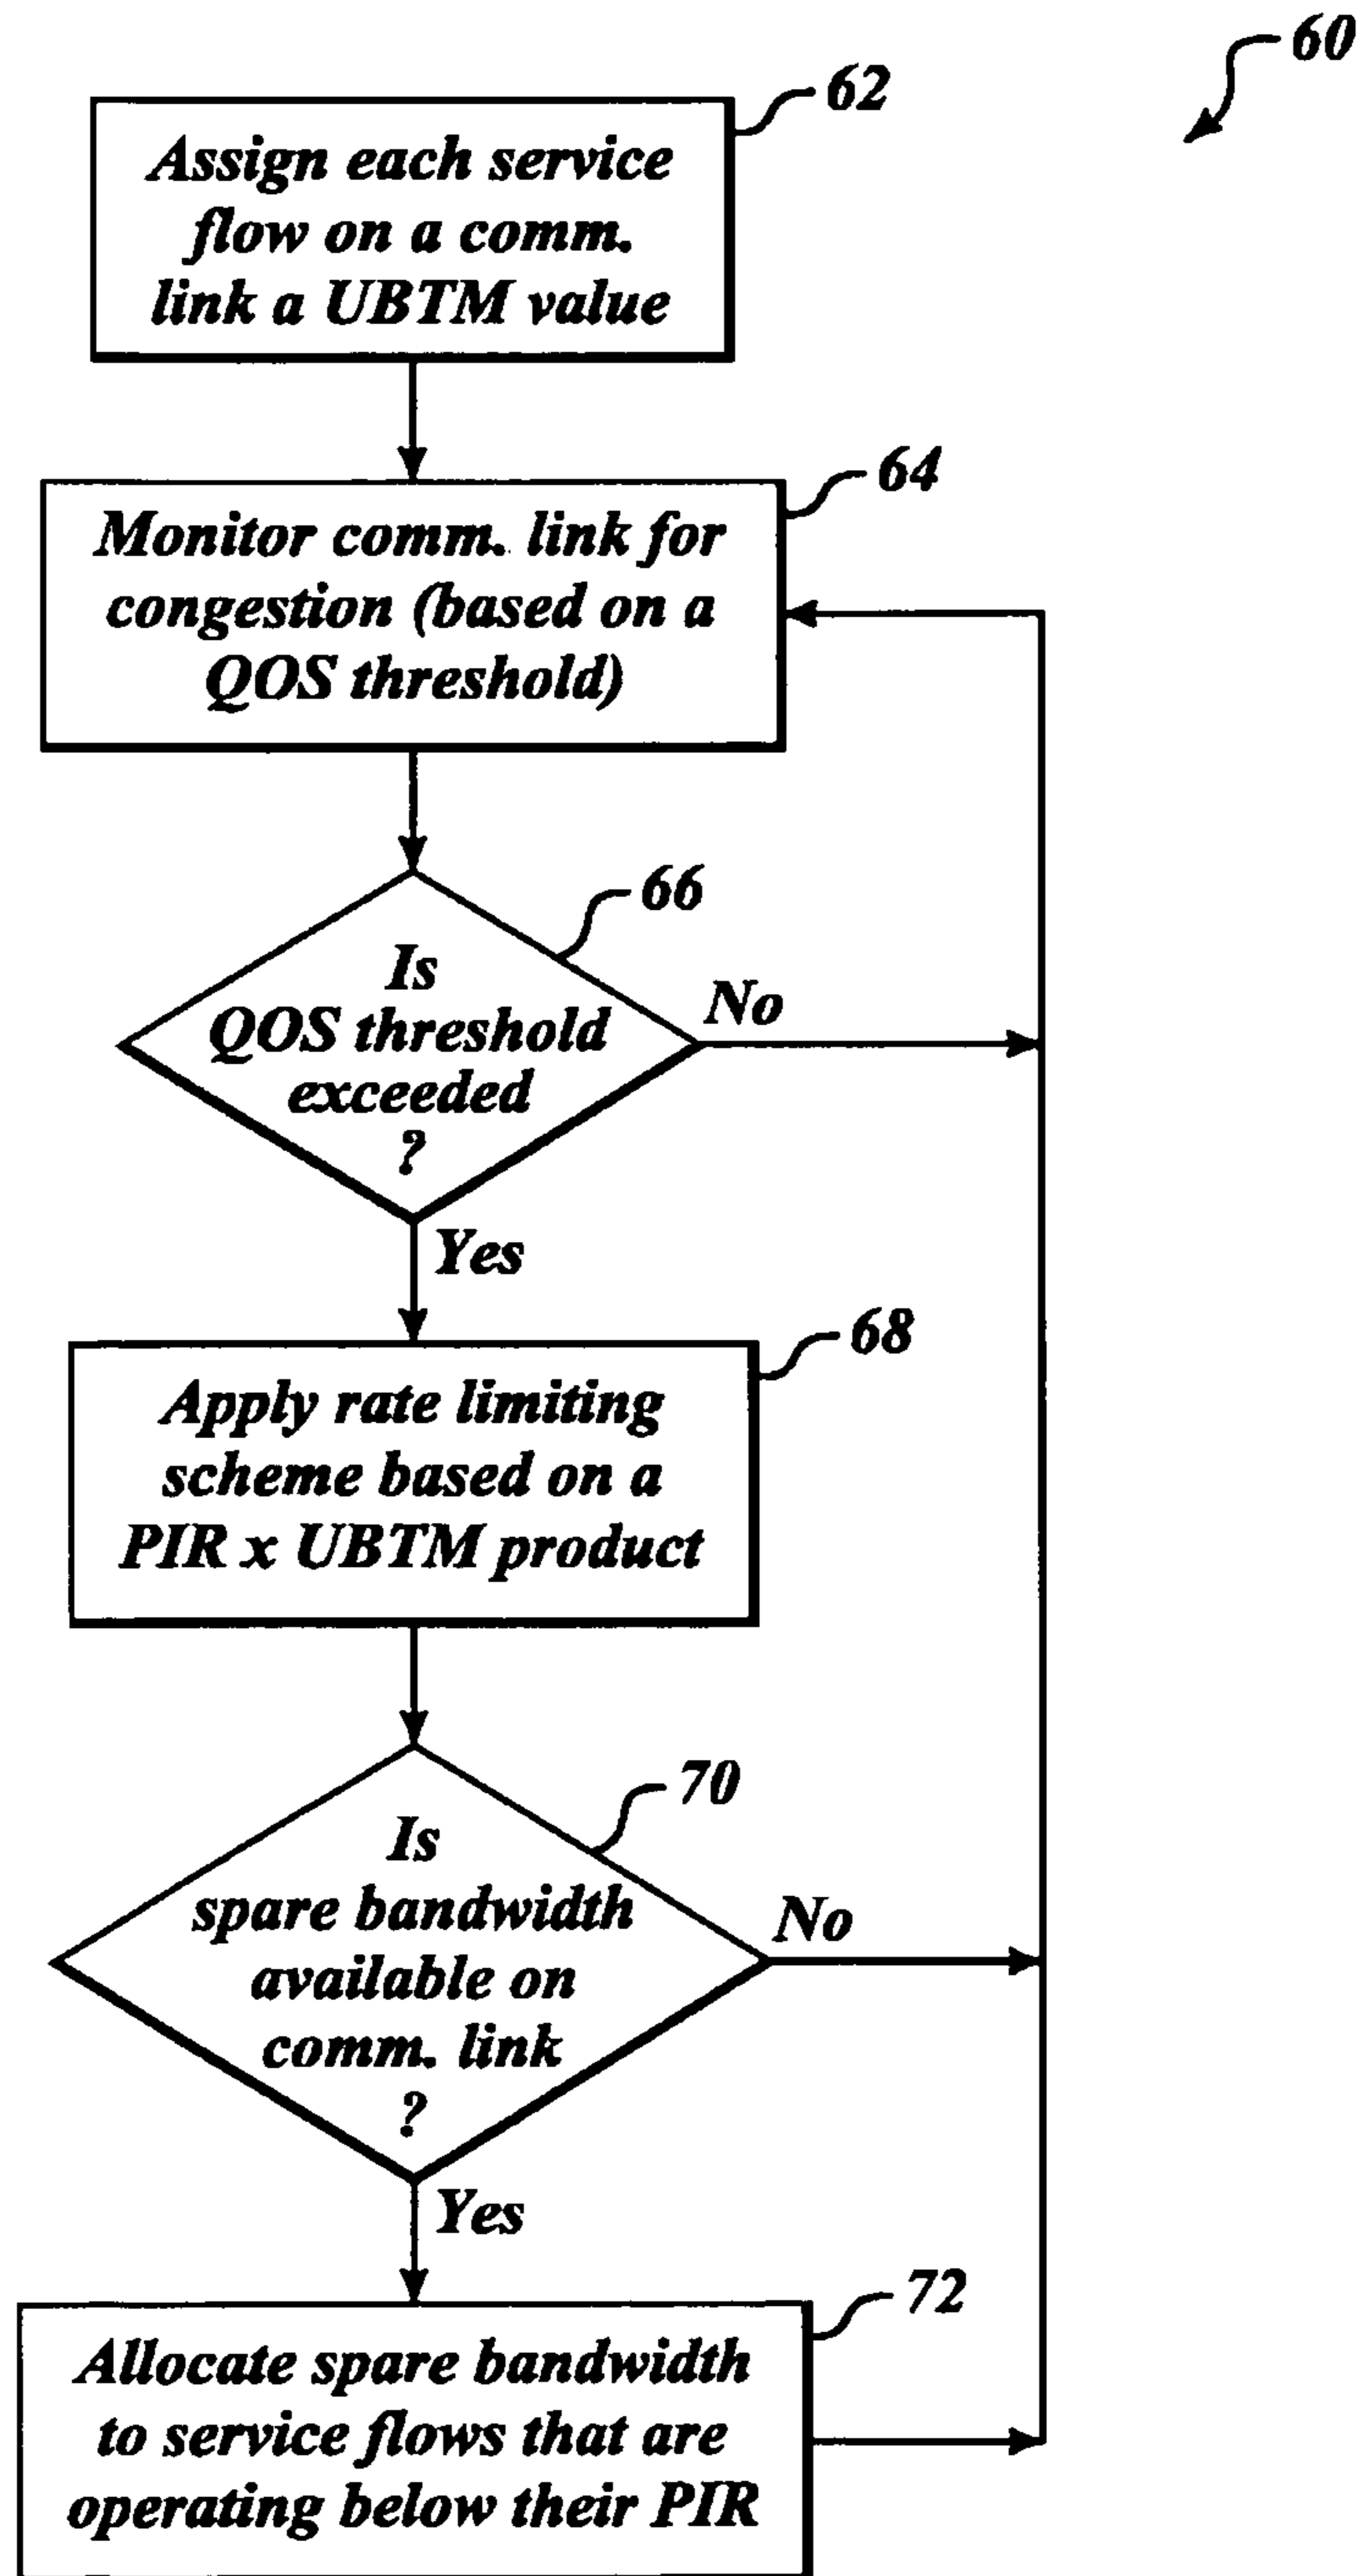 60
62
Assign each service
flow on a comm.
link a UBTM value
64
Monitor comm. link for
congestion (based on a
QOS threshold)
66
Is
QOS threshold
exceeded
?
No
Yes
68
Apply rate limiting
scheme based on a
PIR x UBTM product
70
Is
spare bandwidth
available on
comm. link
?
No
Yes
72
Allocate spare bandwidth
to service flows that are
operating below their PIR